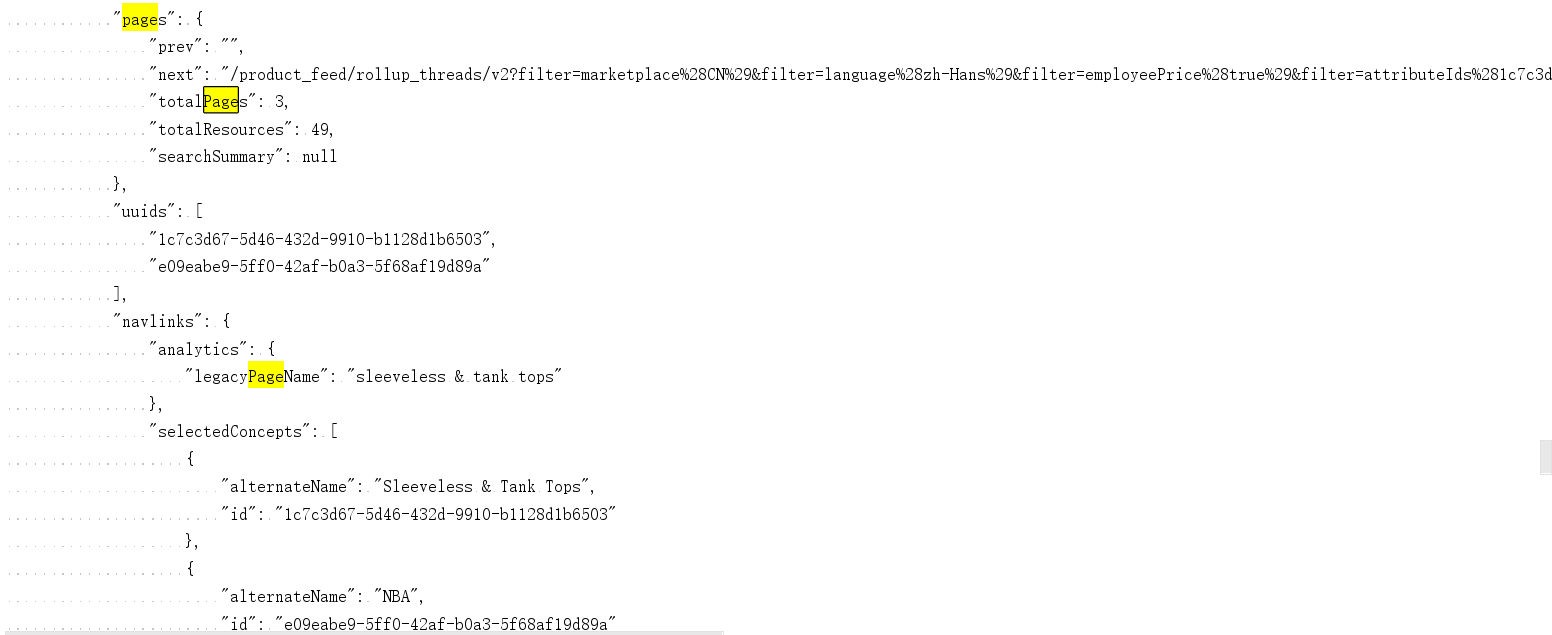 "pages": {
"prev": "",
"next": "/product_feed/rollup_threads/v2?filter=marketplace%28CN%29&filter=language%28zh-Hans%29&filter=employeePrice%28true%29&filter=attributeIds%281c7c3d
"totalPages": 3,
"totalResources": 49,
"searchSummary": null
},
"uuids": [
"1c7c3d67-5d46-432d-9910-b1128d1b6503",
"e09eabe9-5ff0-42af-b0a3-5f68af19d89a"
],
"navlinks": {
"analytics": {
"legacyPageName": "sleeveless & tank tops"
},
"selectedConcepts": [
{
"alternateName": "Sleeveless & Tank Tops",
"id": "1c7c3d67-5d46-432d-9910-b1128d1b6503"
},
{
"alternateName": "NBA",
"id": "e09eabe9-5ff0-42af-b0a3-5f68af19d89a"